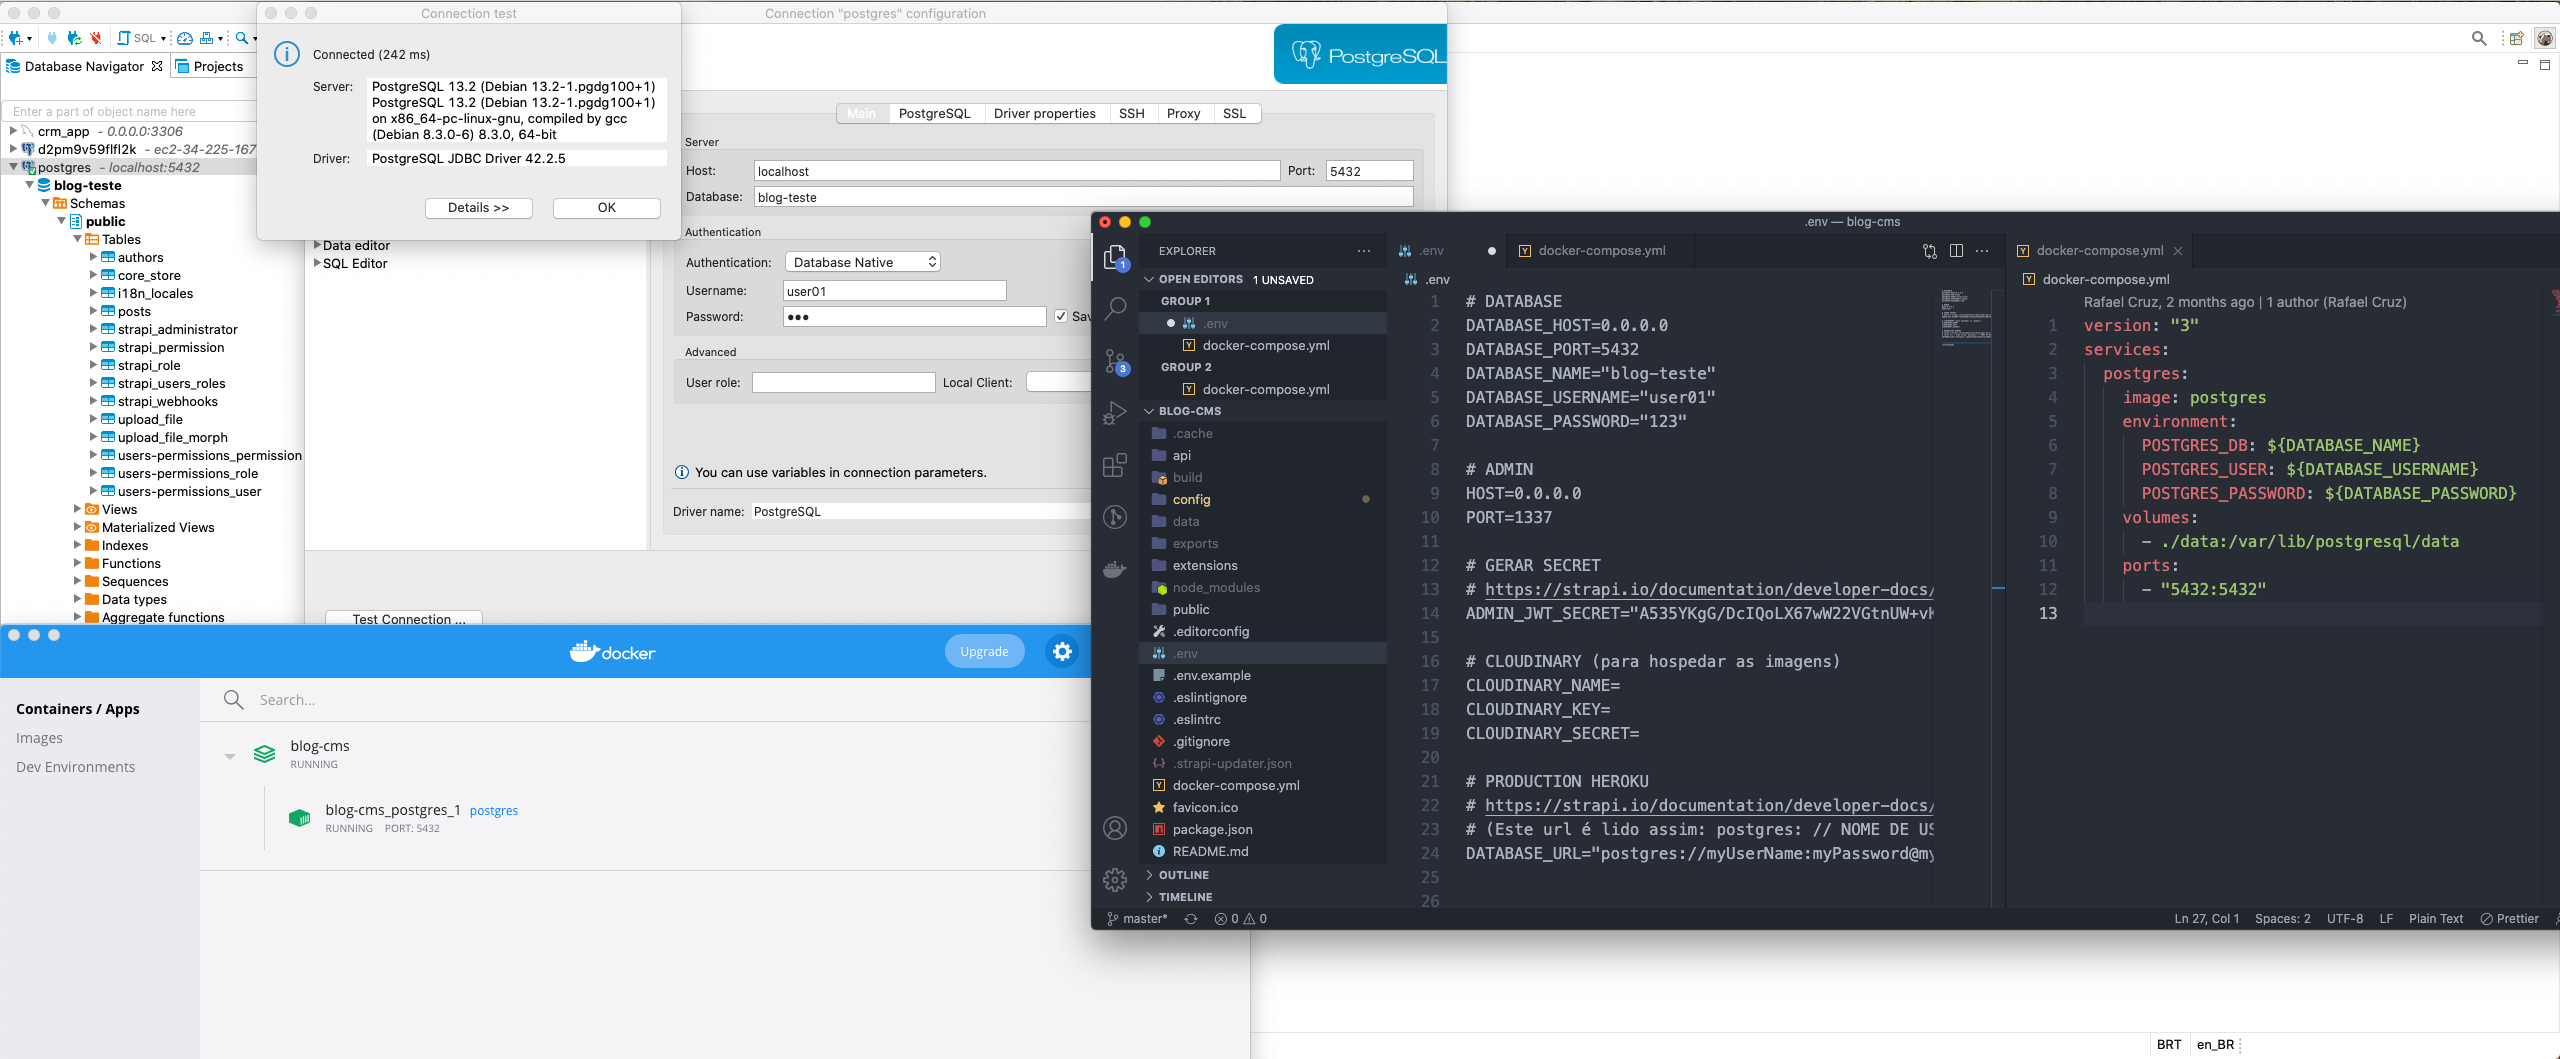 Connection test
Connected (242 ms)
Server:
PostgreSQL 13.2 (Debian 13.2-1.pgdg100+1)
PostgreSQL 13.2 (Debian 13.2-1.pgdg100+1)
on x86_64-pc-linux-gnu, compiled by gcc
(Debian 8.3.0-6) 8.3.0, 64-bit
Driver: PostgreSQL JDBC Driver 42.2.5
Details >> OK
SQL
Database Navigator Projects
Enter a part of object name here
crm_app - 0.0.0.0:3306
d2pm9v59flfl2k - ec2-34-225-167
postgres - localhost:5432
blog-teste
Schemas
public
Tables
authors
core_store
i18n_locales
posts
strapi_administrator
strapi_permission
strapi_role
strapi_users_roles
strapi_webhooks
upload_file
upload_file_morph
users-permissions_permission
users-permissions_role
users-permissions_user
Views
Materialized Views
Indexes
Functions
Sequences
Data types
Aggregate functions
Data editor
SQL Editor
Test Connection ...
Connection "postgres" configuration
PostgreSQL
Main PostgreSQL Driver properties SSH Proxy SSL
Server
Host: localhost Port: 5432
Database: blog-teste
Authentication
Authentication: Database Native
Username: user01
Password: ••• Sav
Advanced
User role: Local Client:
You can use variables in connection parameters.
Driver name: PostgreSQL
docker
Upgrade
Containers / Apps
Images
Dev Environments
Search...
blog-cms
RUNNING
blog-cms_postgres_1 postgres
RUNNING PORT: 5432
.env — blog-cms
EXPLORER
OPEN EDITORS 1 UNSAVED
GROUP 1
.env
docker-compose.yml
GROUP 2
docker-compose.yml
BLOG-CMS
.cache
api
build
config
data
exports
extensions
node_modules
public
.editorconfig
.env
.env.example
.eslintignore
.eslintrc
.gitignore
.strapi-updater.json
docker-compose.yml
favicon.ico
package.json
README.md
OUTLINE
TIMELINE
1
3
.env docker-compose.yml
.env
1 # DATABASE
2 DATABASE_HOST=0.0.0.0
3 DATABASE_PORT=5432
4 DATABASE_NAME="blog-teste"
5 DATABASE_USERNAME="user01"
6 DATABASE_PASSWORD="123"
7
8 # ADMIN
9 HOST=0.0.0.0
10 PORT=1337
11
12 # GERAR SECRET
13 # https://strapi.io/documentation/developer-docs/
14 ADMIN_JWT_SECRET="A535YKgG/DcIQoLX67wW22VGtnUW+vK
15
16 # CLOUDINARY (para hospedar as imagens)
17 CLOUDINARY_NAME=
18 CLOUDINARY_KEY=
19 CLOUDINARY_SECRET=
20
21 # PRODUCTION HEROKU
22 # https://strapi.io/documentation/developer-docs/
23 # (Este url é lido assim: postgres: // NOME DE US
24 DATABASE_URL="postgres://myUserName:myPassword@my
25
26
docker-compose.yml
docker-compose.yml
Rafael Cruz, 2 months ago | 1 author (Rafael Cruz)
1 version: "3"
2 services:
3 postgres:
4 image: postgres
5 environment:
6 POSTGRES_DB: ${DATABASE_NAME}
7 POSTGRES_USER: ${DATABASE_USERNAME}
8 POSTGRES_PASSWORD: ${DATABASE_PASSWORD}
9 volumes:
10 - ./data:/var/lib/postgresql/data
11 ports:
12 - "5432:5432"
13
master* 0 0
Ln 27, Col 1 Spaces: 2 UTF-8 LF Plain Text Prettier
BRT en_BR